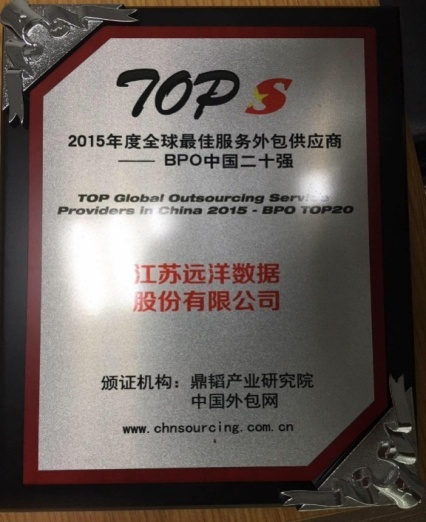 TOP S
2015年度全球最佳服务外包供应商
—— BPO中国二十强
TOP Global Outsourcing Service
Providers in China 2015 - BPO TOP20
江苏远洋数据
股份有限公司
颁证机构：鼎韬产业研究院
中国外包网
www.chnsourcing.com.cn